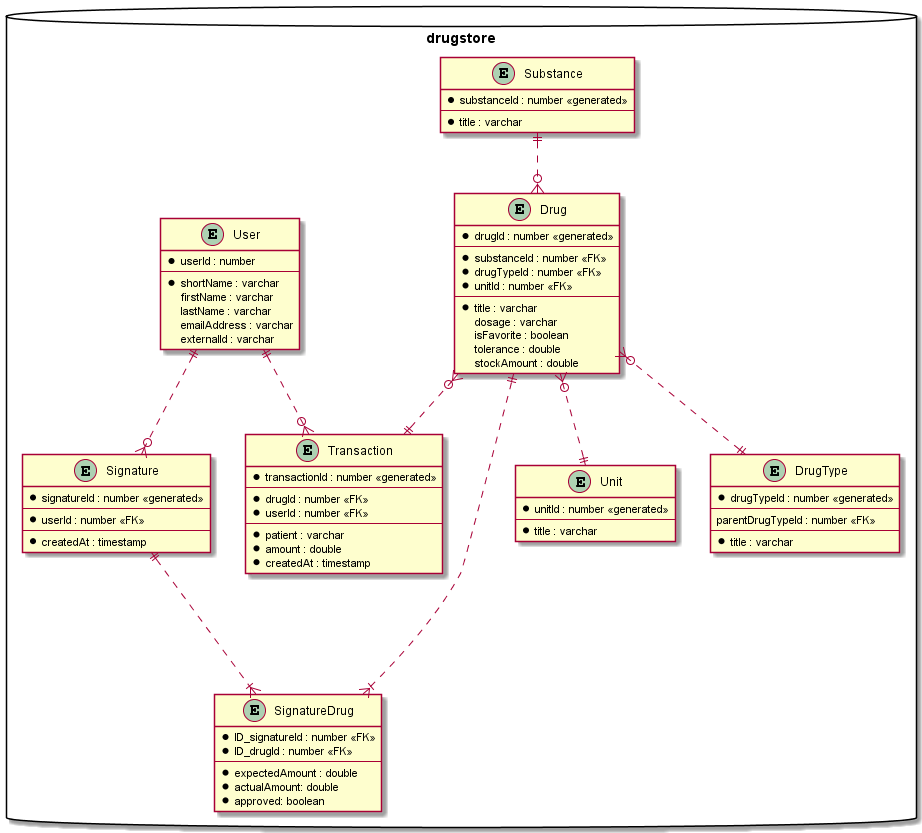 drugstore
E Substance
substanceId : number «generated»
title : varchar
E Drug
drugId : number «generated»
substanceId : number «FK»
drugTypeId : number «FK»
unitId : number «FK»
title : varchar
dosage : varchar
isFavorite : boolean
tolerance : double
stockAmount : double
E User
userId : number
shortName : varchar
firstName : varchar
lastName : varchar
emailAddress : varchar
externalId : varchar
E Signature
signatureId : number «generated»
userId : number «FK»
createdAt : timestamp
E Transaction
transactionId : number «generated»
drugId : number «FK»
userId : number «FK»
patient : varchar
amount : double
createdAt : timestamp
E Unit
unitId : number «generated»
title : varchar
E DrugType
drugTypeId : number «generated»
parentDrugTypeId : number «FK»
title : varchar
E SignatureDrug
ID_signatureId : number «FK»
ID_drugId : number «FK»
expectedAmount : double
actualAmount: double
approved: boolean